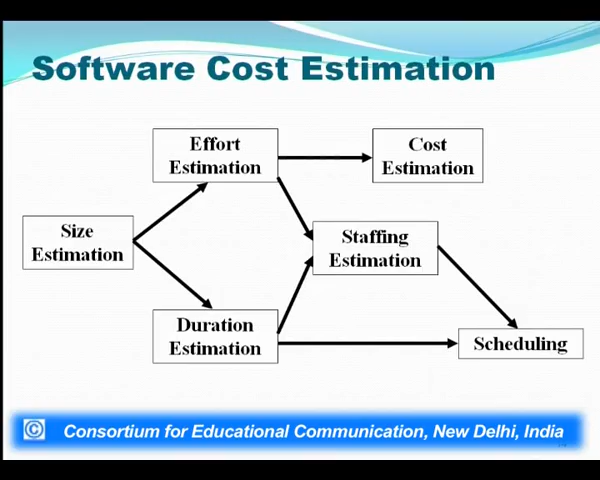 Software Cost Estimation
Effort
Estimation
Cost
Estimation
Size
Estimation
Staffing
Estimation
Duration
Estimation
Scheduling
© Consortium for Educational Communication, New Delhi, India